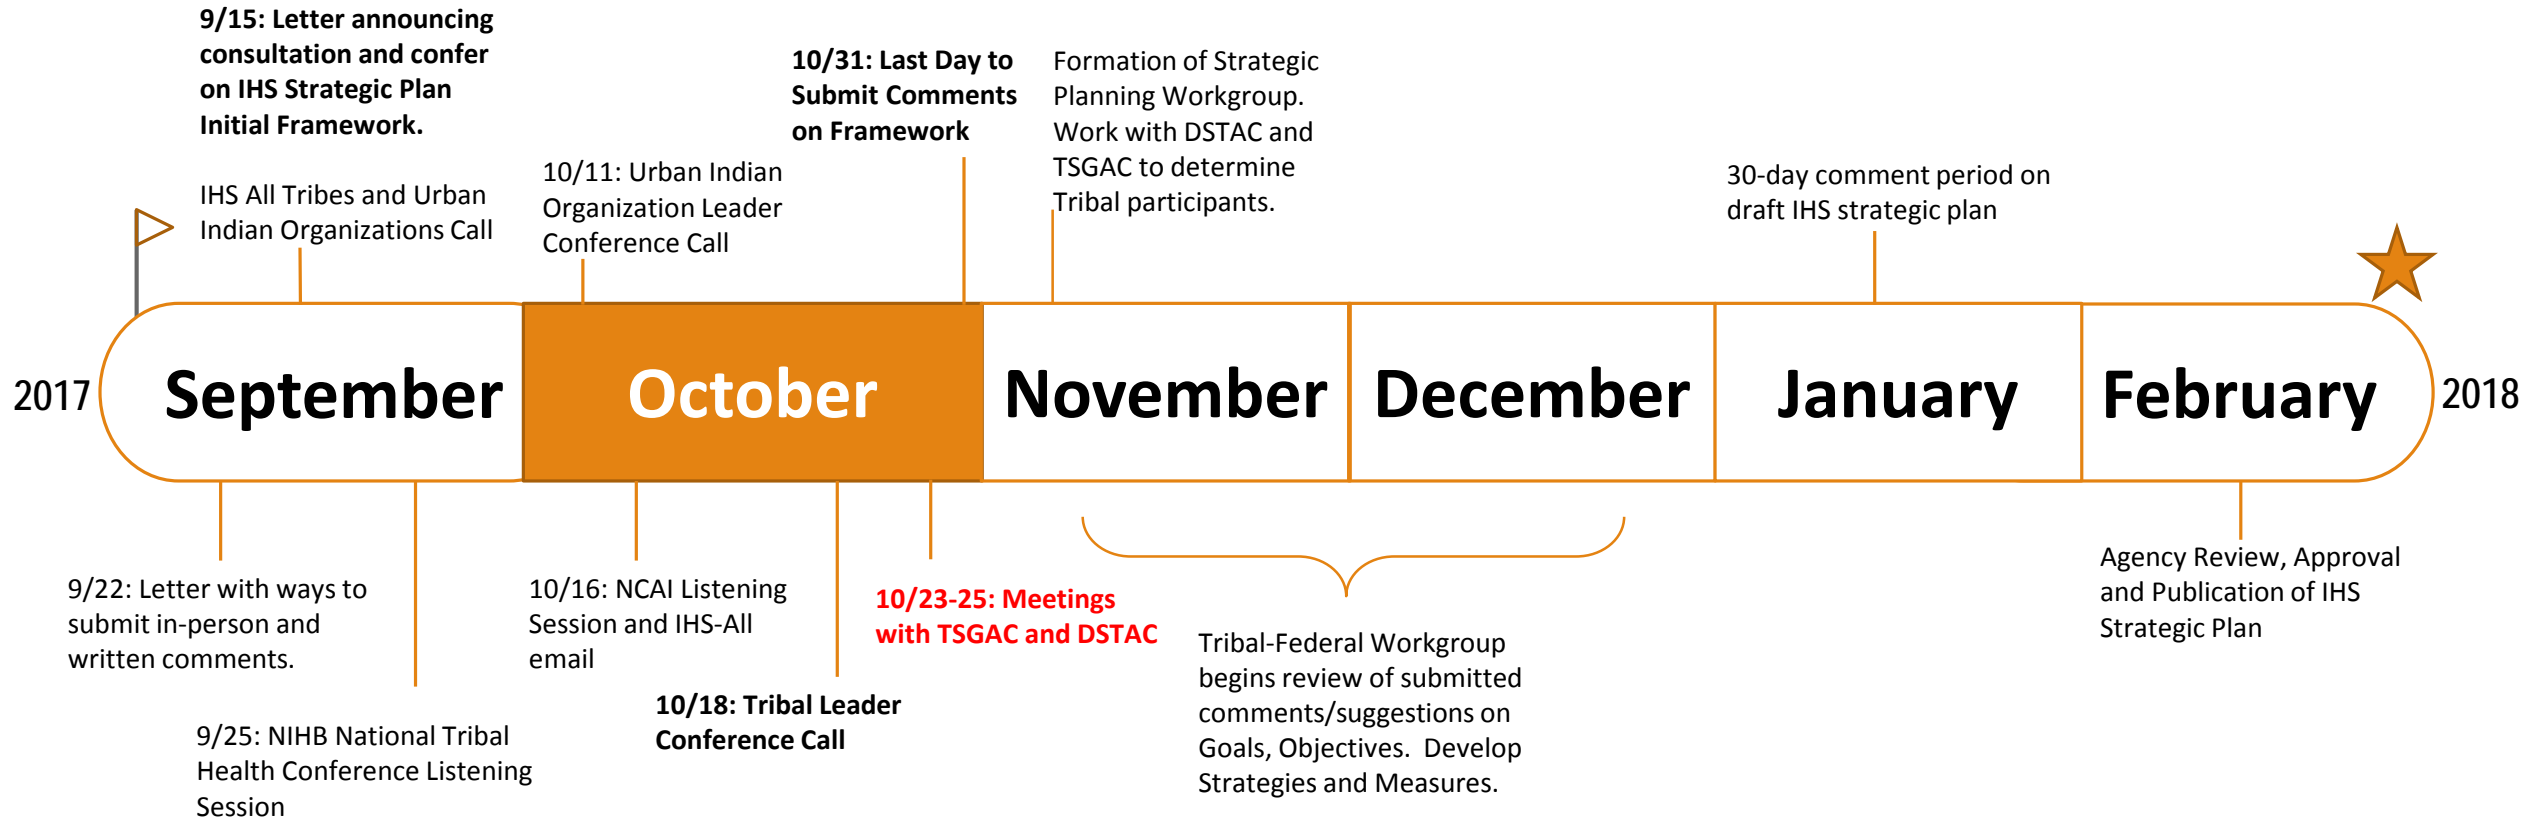 9/15: Letter announcing
consultation and confer
on IHS Strategic Plan
Initial Framework.
IHS All Tribes and Urban
Indian Organizations Call
10/11: Urban Indian
Organization Leader
Conference Call
10/31: Last Day to
Submit Comments
on Framework
Formation of Strategic
Planning Workgroup.
Work with DSTAC and
TSGAC to determine
Tribal participants.
30-day comment period on
draft IHS strategic plan
2017
September
October
November
December
January
February
2018
9/22: Letter with ways to
submit in-person and
written comments.
9/25: NIHB National Tribal
Health Conference Listening
Session
10/16: NCAI Listening
Session and IHS-All
email
10/18: Tribal Leader
Conference Call
10/23-25: Meetings
with TSGAC and DSTAC
Tribal-Federal Workgroup
begins review of submitted
comments/suggestions on
Goals, Objectives.  Develop
Strategies and Measures.
Agency Review, Approval
and Publication of IHS
Strategic Plan